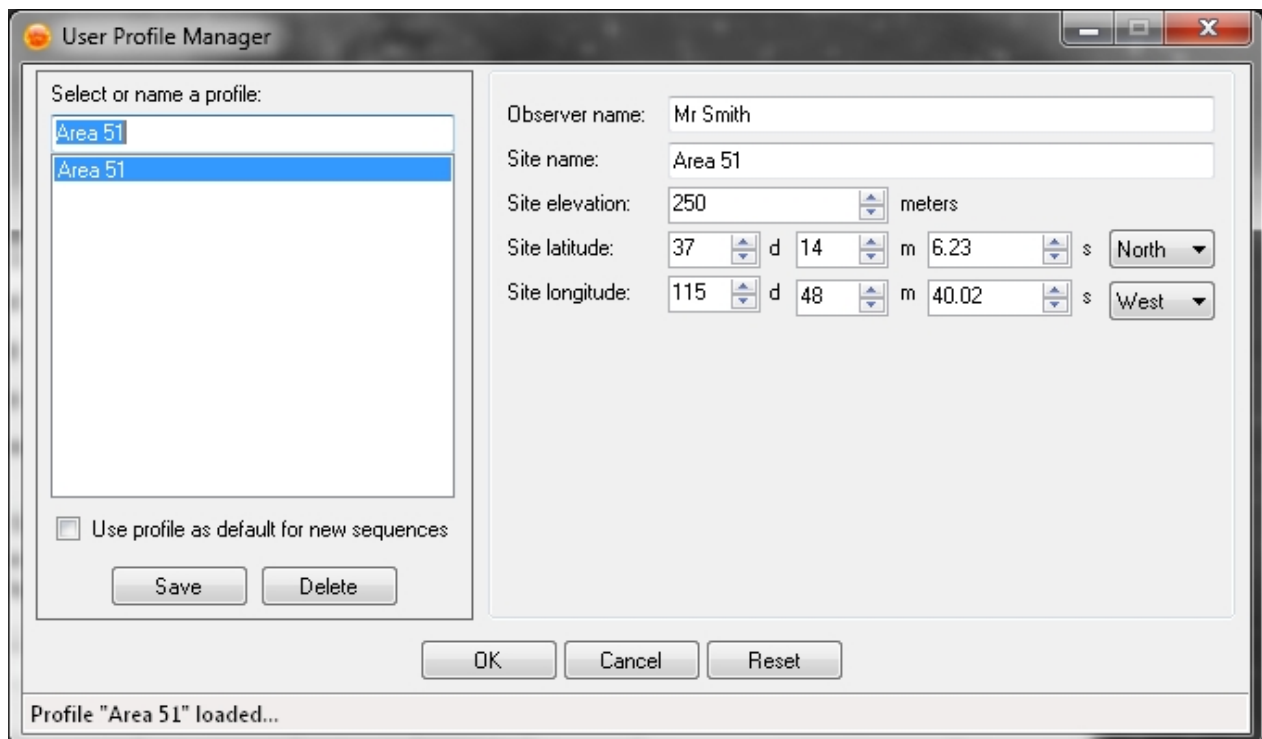 User Profile Manager
Select or name a profile:
Area 51
Area 51
Use profile as default for new sequences
Save Delete
Observer name: Mr Smith
Site name: Area 51
Site elevation: 250 meters
Site latitude: 37 d 14 m 6.23 s North
Site longitude: 115 d 48 m 40.02 s West
OK Cancel Reset
Profile "Area 51" loaded...